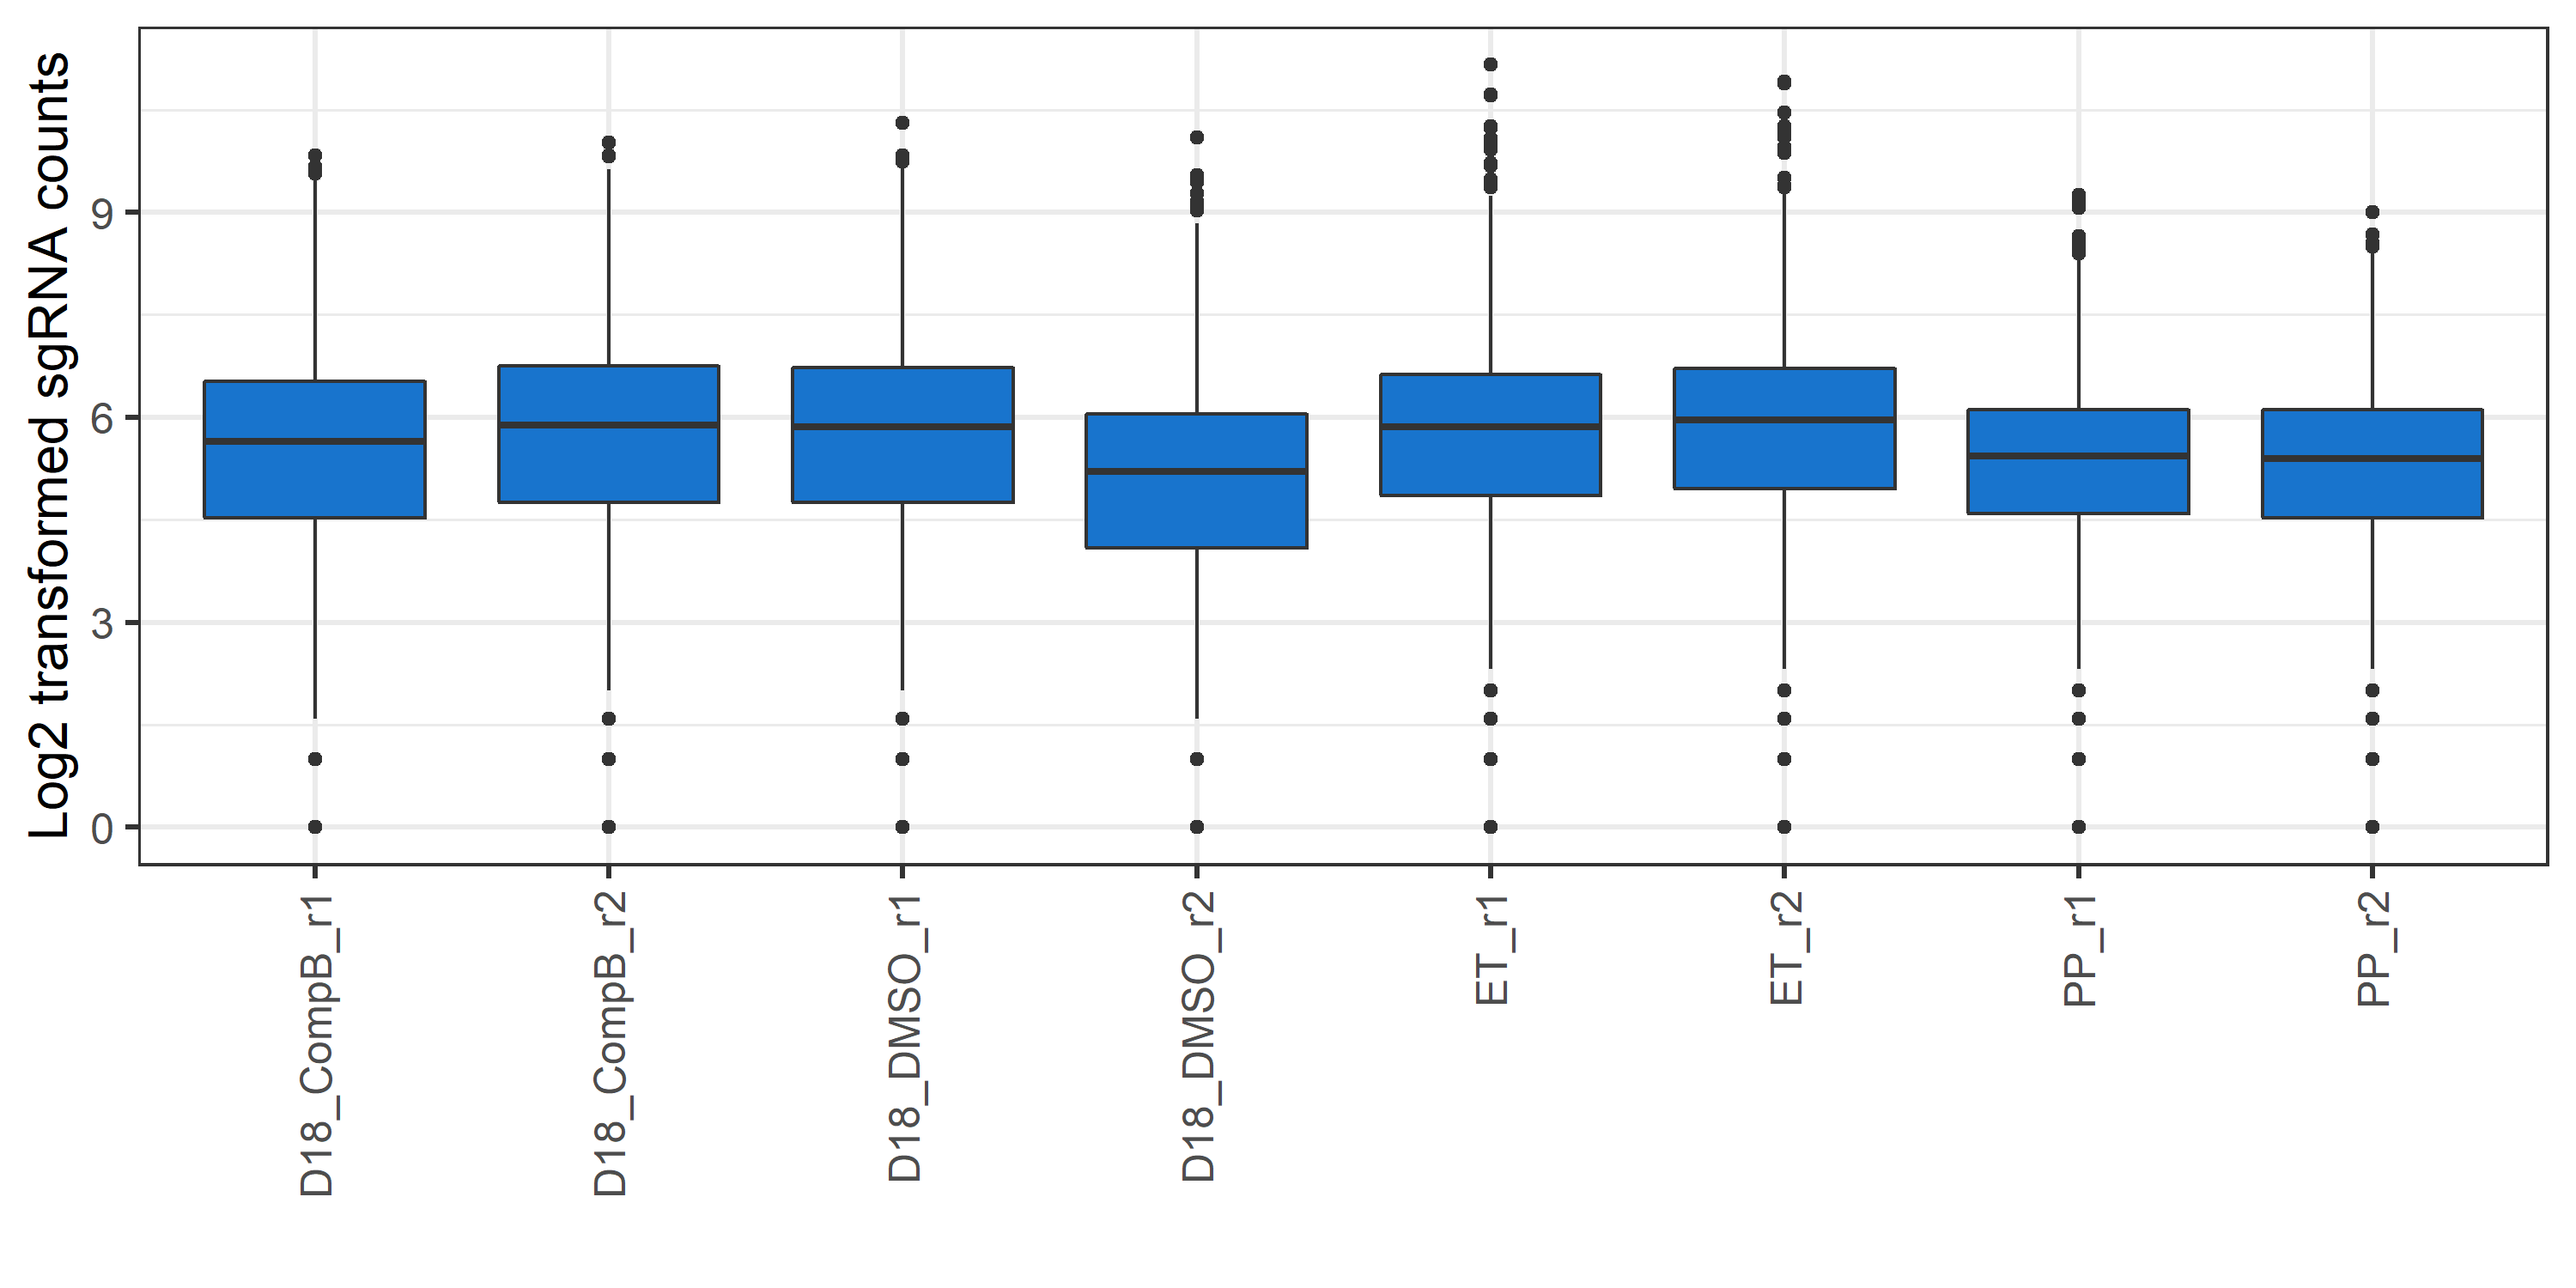 Log2 transformed sgRNA counts
9
6
3
0
D18_CompB_r1
D18_CompB_r2
D18_DMSO_r1
D18_DMSO_r2
ET_r1
ET_r2
PP_r1
PP_r2